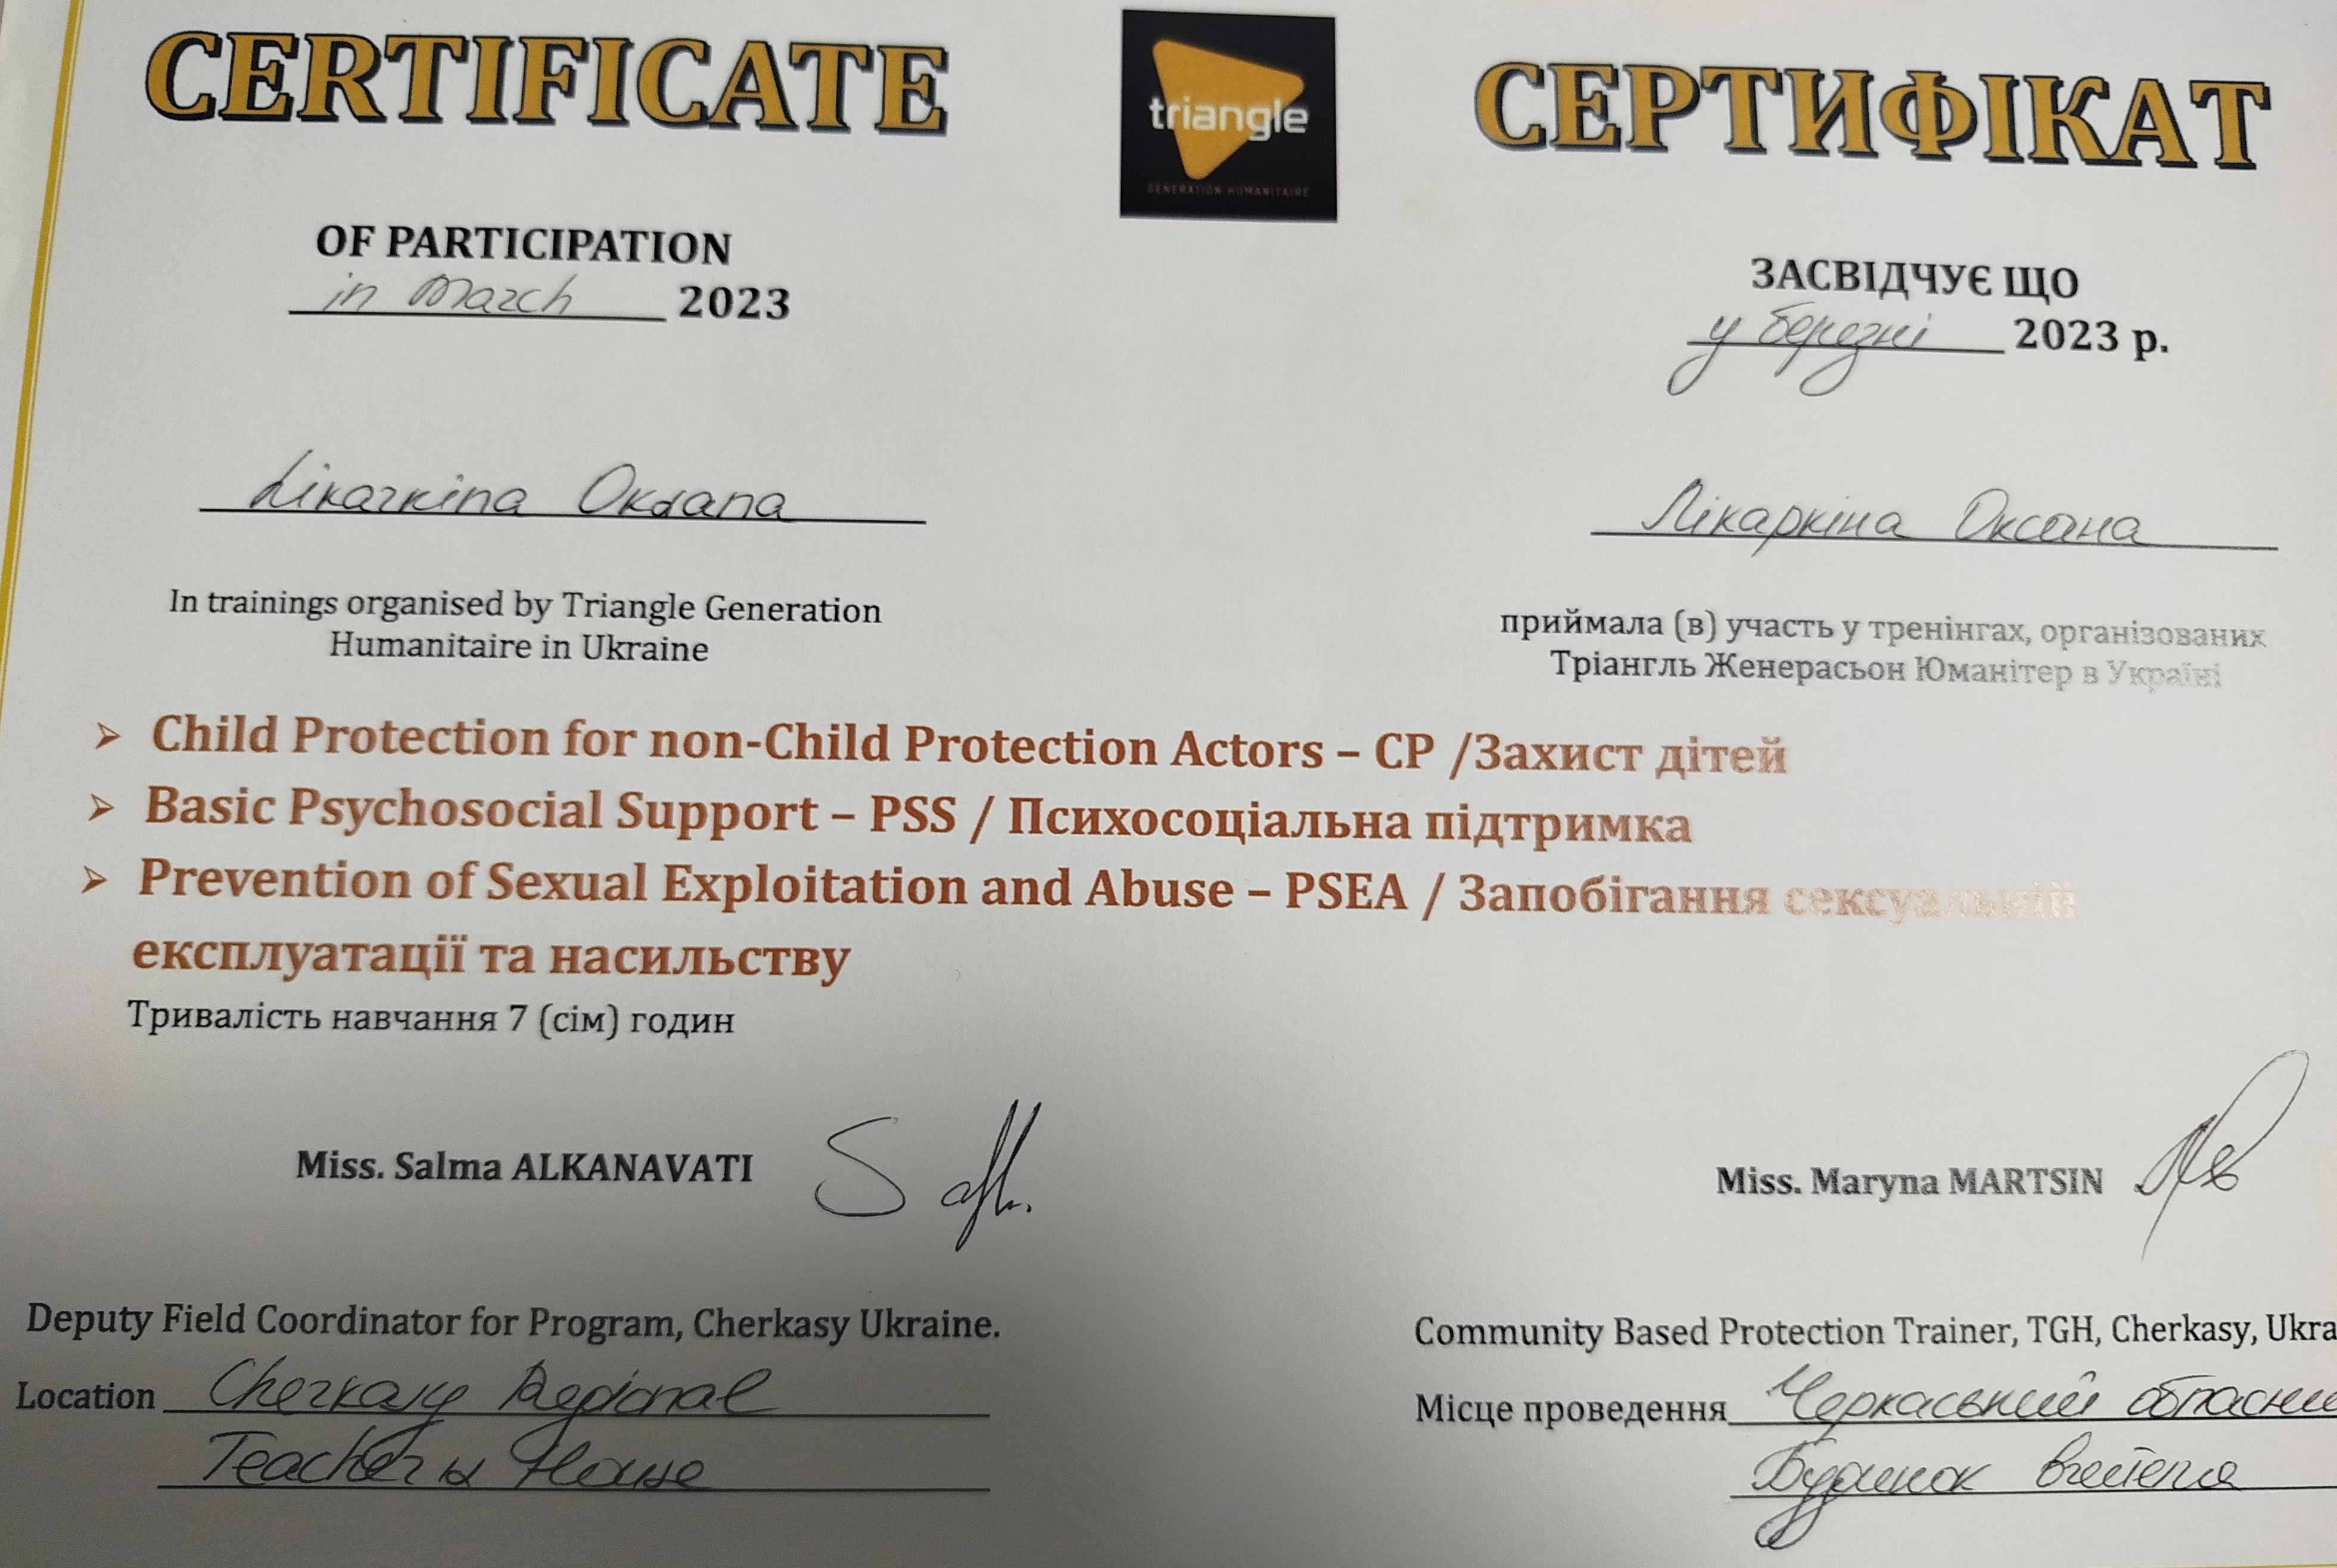 CERTIFICATE
OF PARTICIPATION
in March 2023
Likarkina Oksana
In trainings organised by Triangle Generation
Humanitaire in Ukraine
triangle
GENERATION HUMANITAIRE
СЕРТИФІКАТ
ЗАСВІДЧУЄ ЩО
у березні 2023 р.
Лікаркіна Оксана
приймала (в) участь у тренінгах, організованих
Тріангль Женерасьон Юманітер в Україні
➢ Child Protection for non-Child Protection Actors – CP /Захист дітей
➢ Basic Psychosocial Support – PSS / Психосоціальна підтримка
➢ Prevention of Sexual Exploitation and Abuse – PSEA / Запобігання сексуальній
експлуатації та насильству
Тривалість навчання 7 (сім) годин
Miss. Salma ALKANAVATI
Deputy Field Coordinator for Program, Cherkasy Ukraine.
Location Cherkasy Regional
Teacher's House
Miss. Maryna MARTSIN
Community Based Protection Trainer, TGH, Cherkasy, Ukra
Місце проведення Черкаський обласний
Будинок вчителя